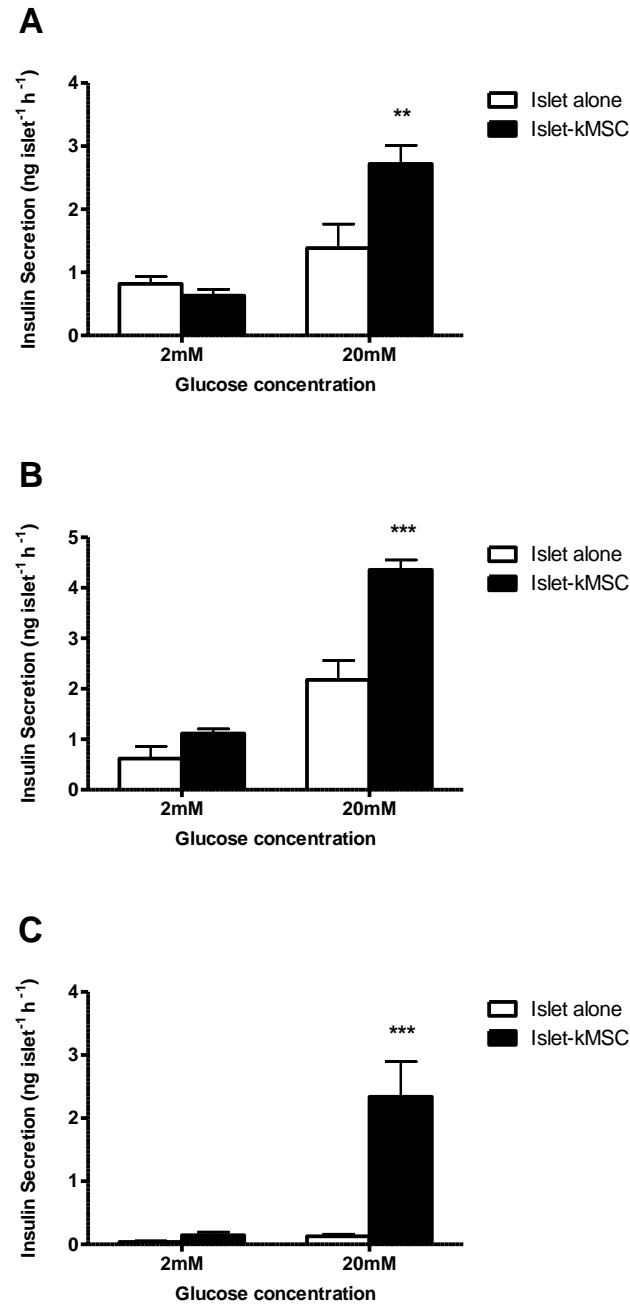 A
Insulin Secretion (ng islet⁻¹ h⁻¹)
4
3
2
1
0
**
Islet alone
Islet-kMSC
2mM 20mM
Glucose concentration
B
Insulin Secretion (ng islet⁻¹ h⁻¹)
5
4
3
2
1
0
***
Islet alone
Islet-kMSC
2mM 20mM
Glucose concentration
C
Insulin Secretion (ng islet⁻¹ h⁻¹)
4
3
2
1
0
***
Islet alone
Islet-kMSC
2mM 20mM
Glucose concentration